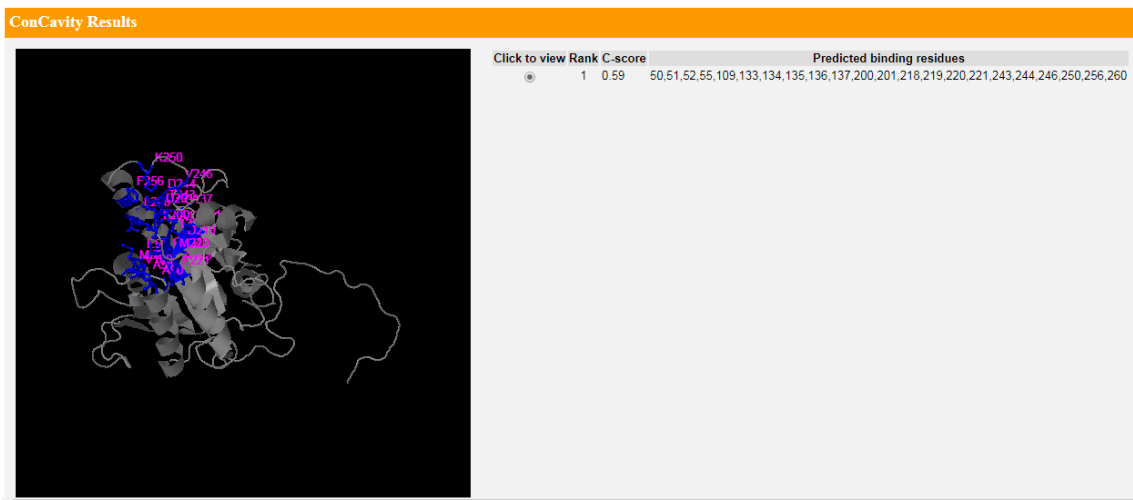 ConCavity Results
Click to view Rank C-score Predicted binding residues
1 0.59 50,51,52,55,109,133,134,135,136,137,200,201,218,219,220,221,243,244,246,250,256,260
K250
V246
F256